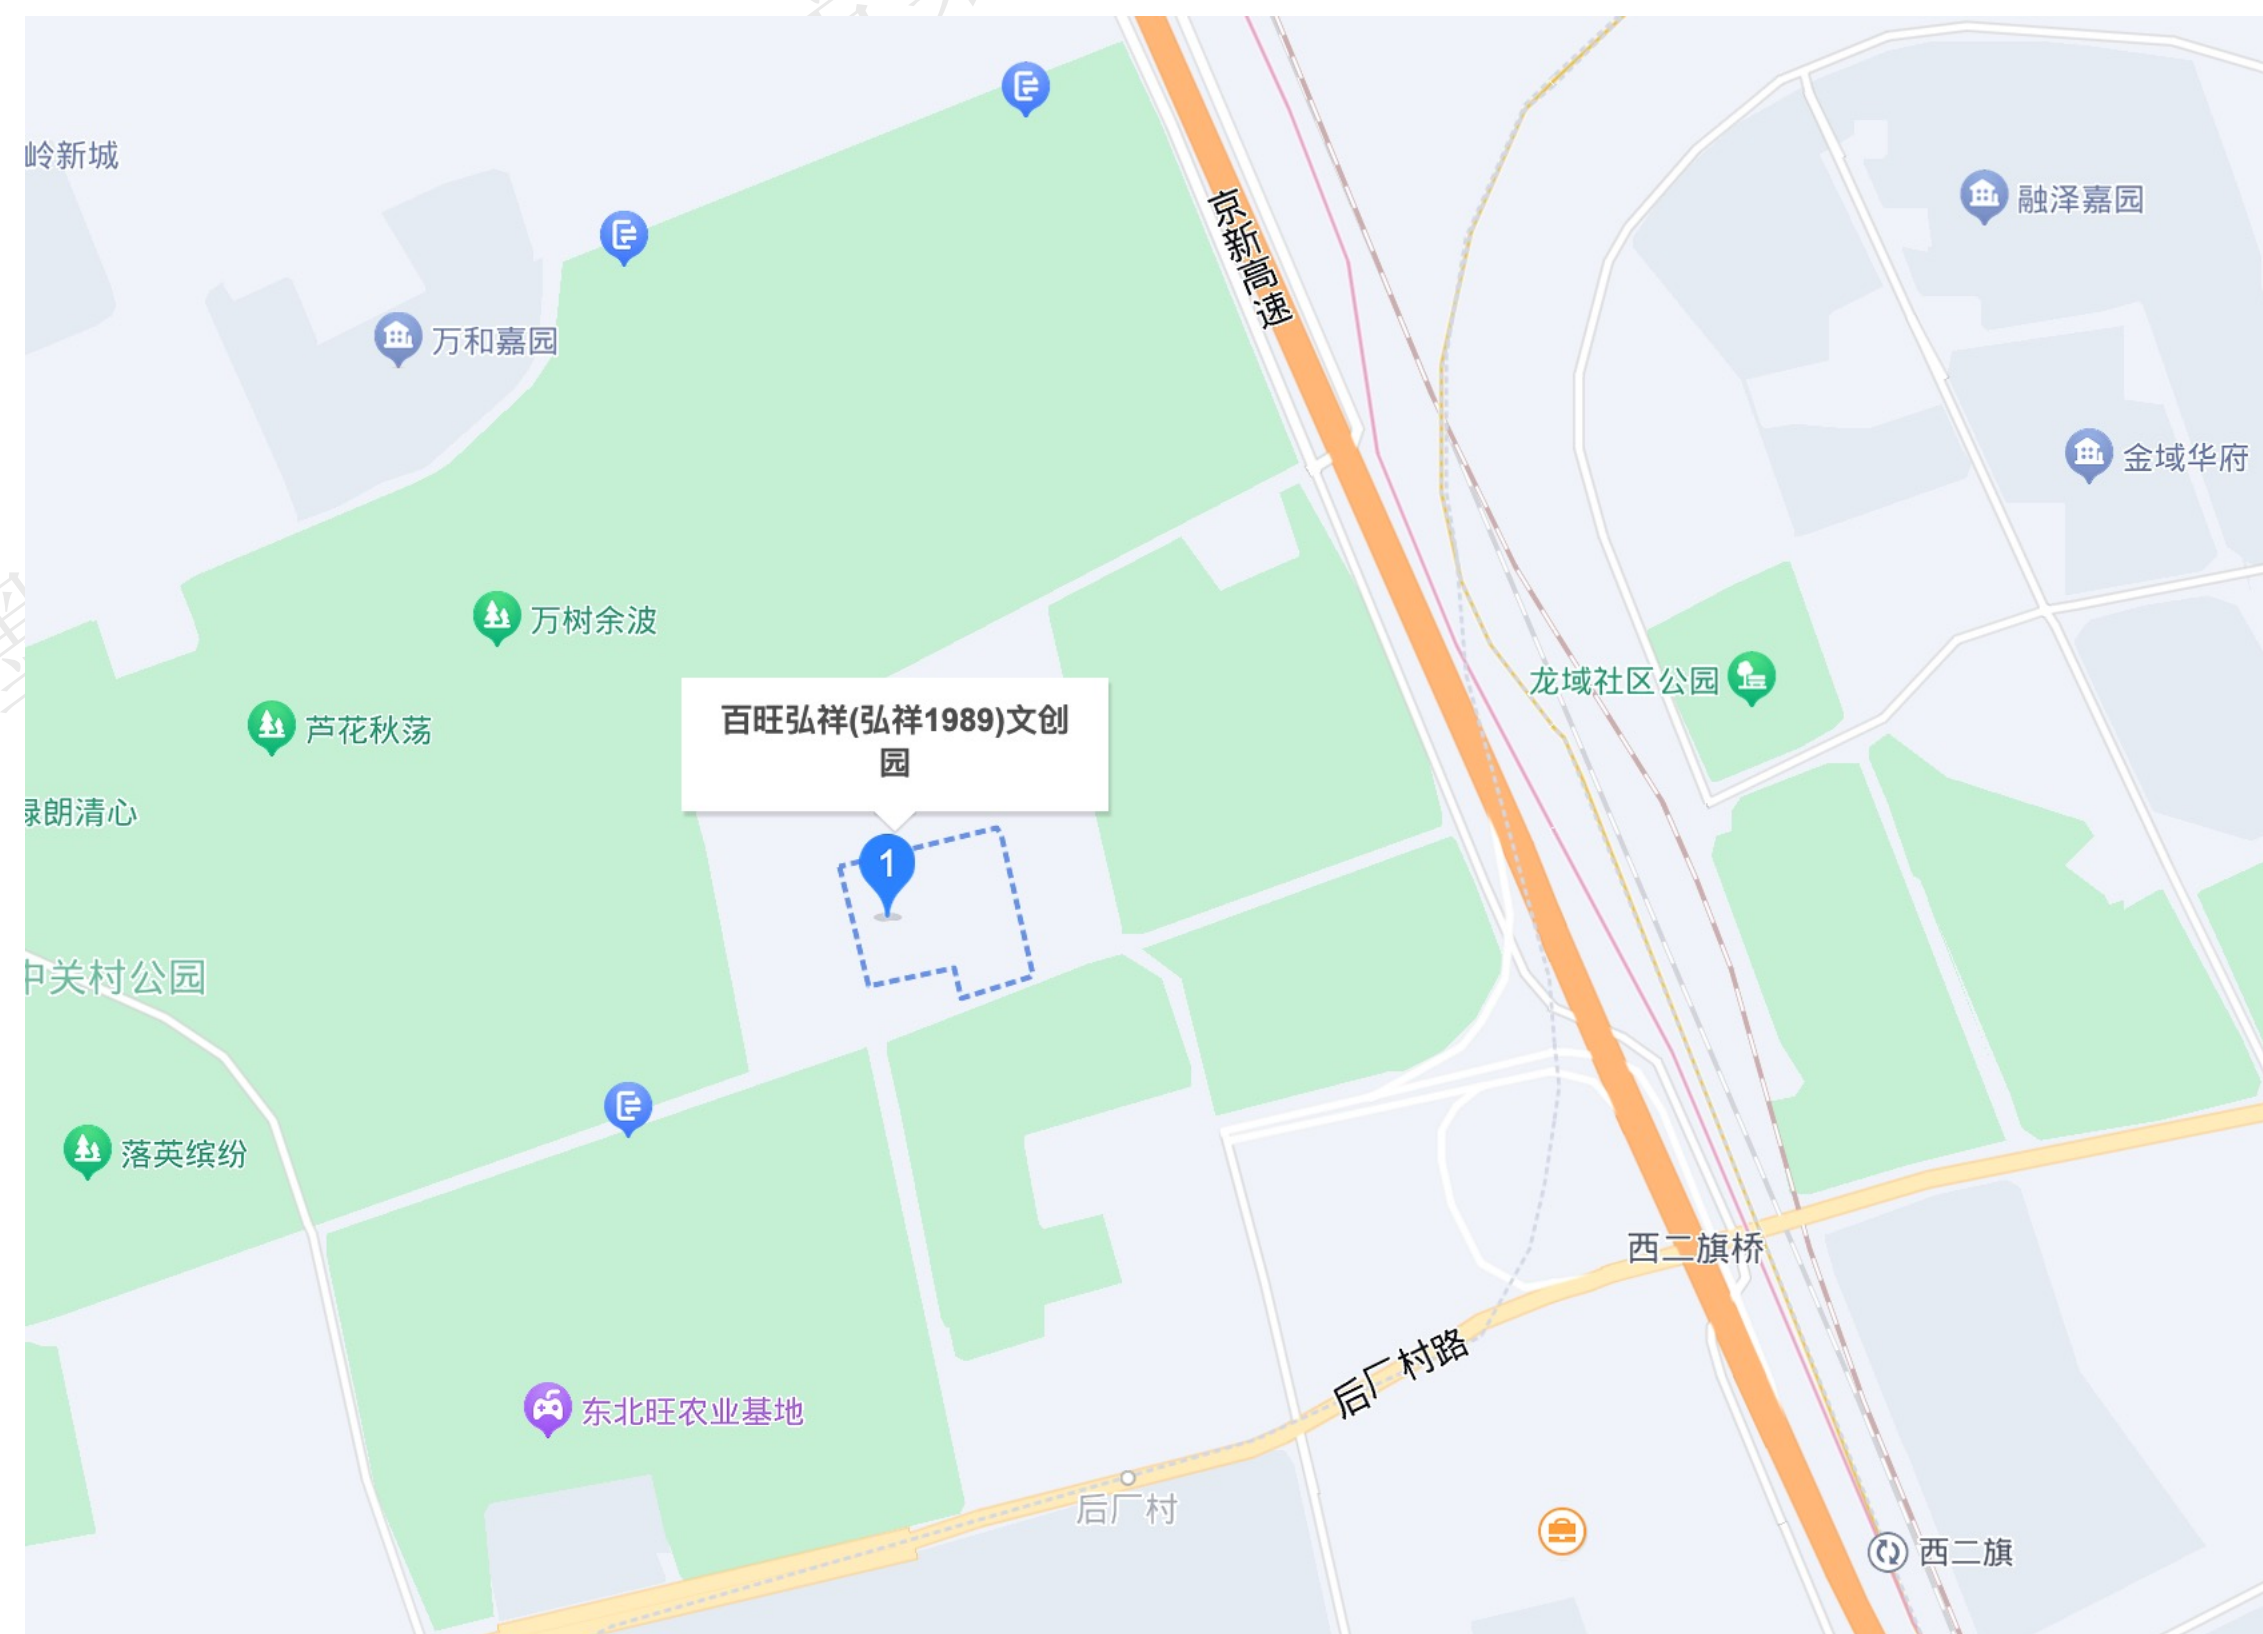 岭新城
京新高速
融泽嘉园
万和嘉园
金域华府
万树余波
龙域社区公园
芦花秋荡
百旺弘祥(弘祥1989)文创
园
1
绿朗清心
中关村公园
落英缤纷
西二旗桥
后厂村路
东北旺农业基地
后厂村
西二旗